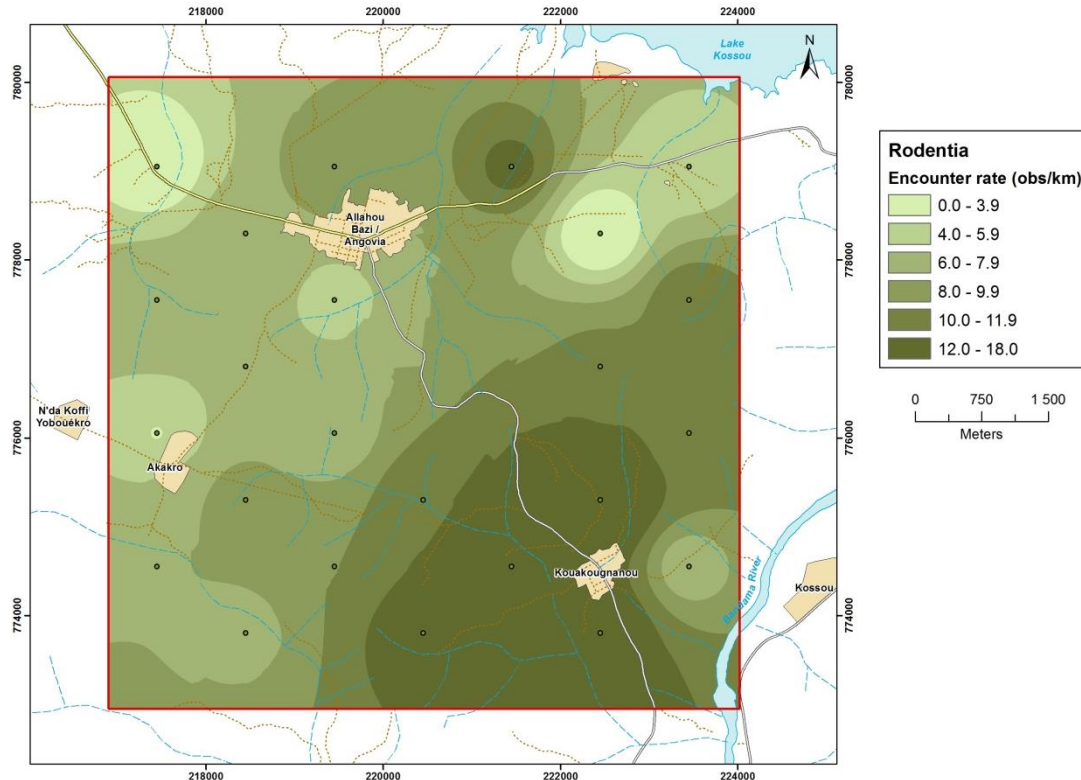 218000
220000
222000
224000
780000
778000
776000
774000
Lake
Kossou
N
780000
778000
776000
774000
Allahou
Bazi /
Angovia
N'da Koffi
Yobouékro
Akakro
Kouakougnanou
Bandama River
Kossou
218000
220000
222000
224000
Rodentia
Encounter rate (obs/km)
0.0 - 3.9
4.0 - 5.9
6.0 - 7.9
8.0 - 9.9
10.0 - 11.9
12.0 - 18.0
0 750 1 500
Meters